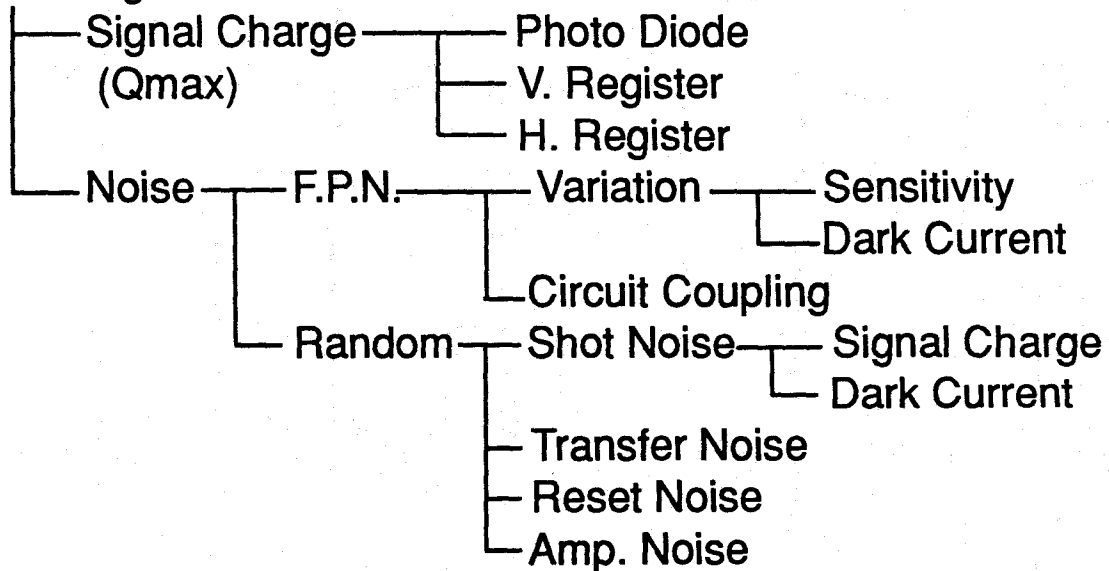 Signal Charge Photo Diode
(Qmax) V. Register
H. Register
Noise F.P.N. Variation Sensitivity
Dark Current
Circuit Coupling
Random Shot Noise Signal Charge
Dark Current
Transfer Noise
Reset Noise
Amp. Noise